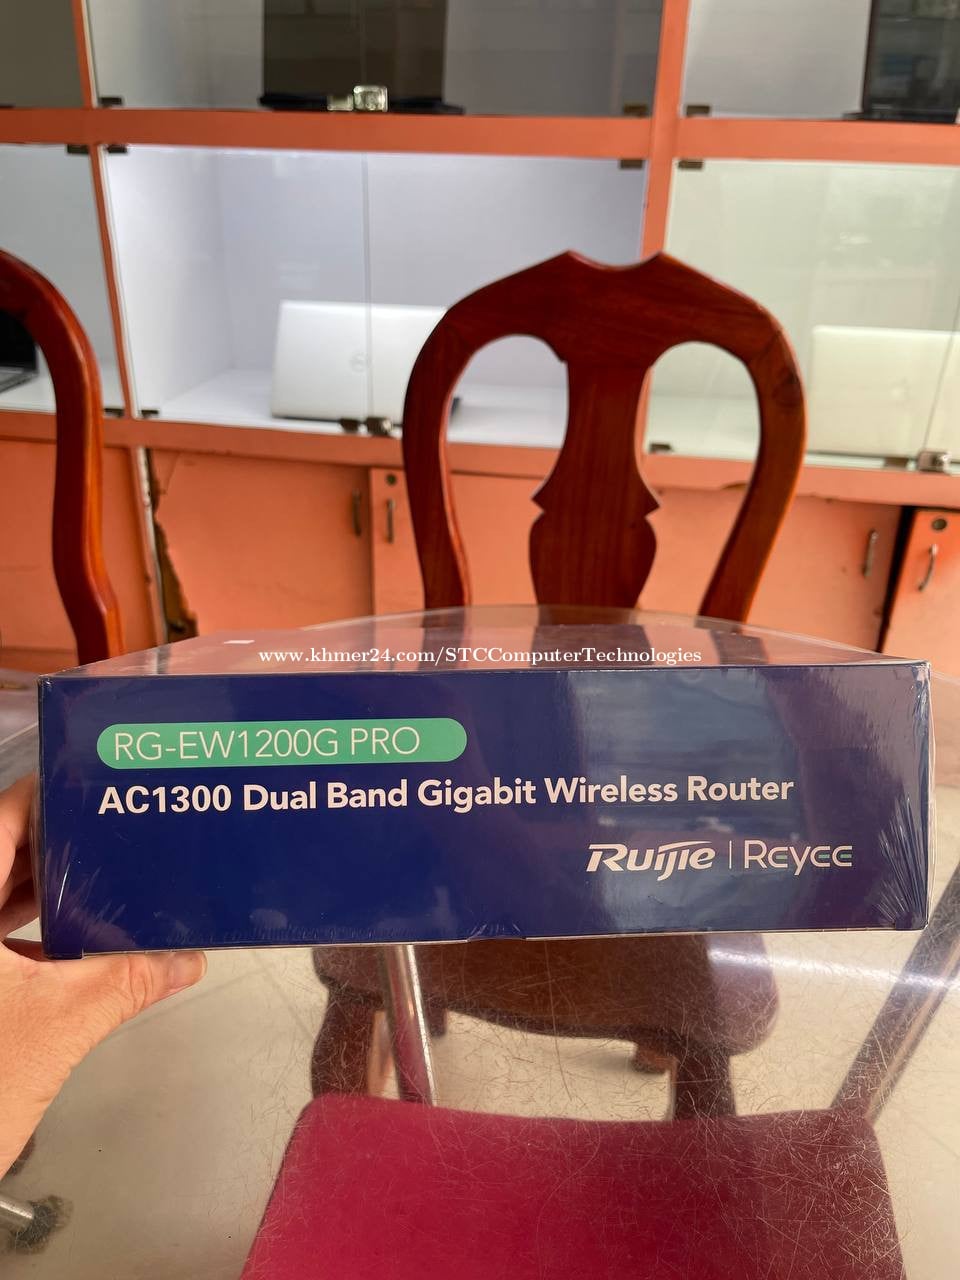 www.khmer24.com/STCComputerTechnologies
RG-EW1200G PRO
AC1300 Dual Band Gigabit Wireless Router
Ruijie | Reyee